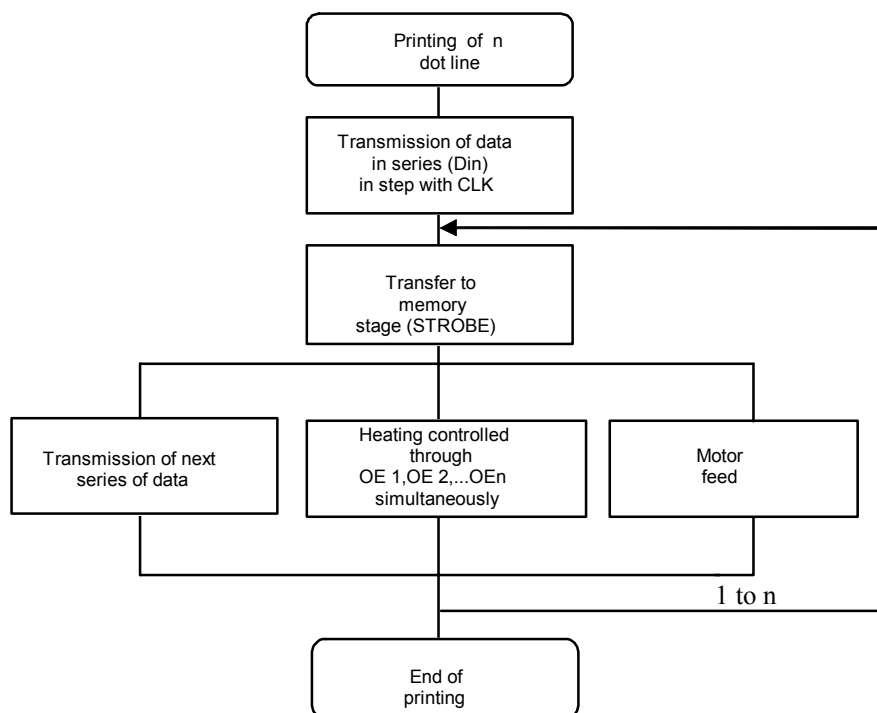 Printing of n
dot line
Transmission of data
in series (Din)
in step with CLK
Transfer to
memory
stage (STROBE)
Transmission of next
series of data
Heating controlled
through
OE 1,OE 2,...OEn
simultaneously
Motor
feed
1 to n
End of
printing